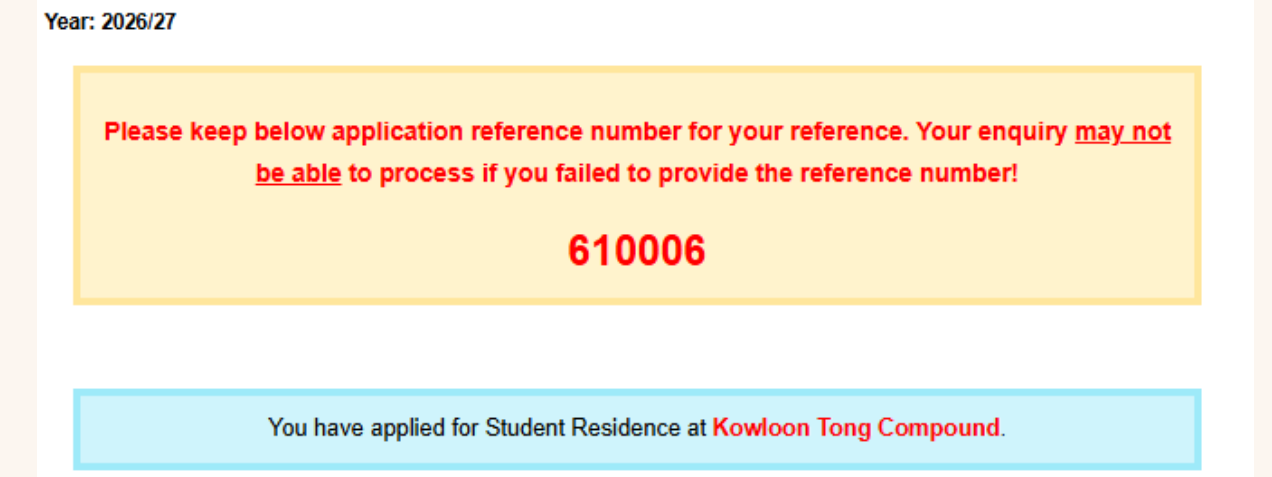 Year: 2026/27
Please keep below application reference number for your reference. Your enquiry may not
be able to process if you failed to provide the reference number!
610006
You have applied for Student Residence at Kowloon Tong Compound.